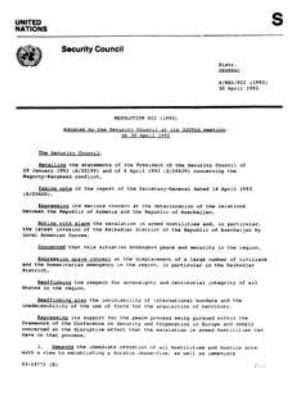 UNITED
NATIONS
S
Security Council
Distr.
GENERAL
S/RES/822 (1993)
30 April 1993
RESOLUTION 822 (1993)
Adopted by the Security Council at its 3205th meeting,
on 30 April 1993
The Security Council,
Recalling the statements of the President of the Security Council of
29 January 1993 (S/25199) and of 6 April 1993 (S/25539) concerning the
Nagorny-Karabakh conflict,
Taking note of the report of the Secretary-General dated 14 April 1993
(S/25600),
Expressing its serious concern at the deterioration of the relations
between the Republic of Armenia and the Republic of Azerbaijan,
Noting with alarm the escalation in armed hostilities and, in particular,
the latest invasion of the Kelbadjar district of the Republic of Azerbaijan by
local Armenian forces,
Concerned that this situation endangers peace and security in the region,
Expressing grave concern at the displacement of a large number of civilians
and the humanitarian emergency in the region, in particular in the Kelbadjar
district,
Reaffirming the respect for sovereignty and territorial integrity of all
States in the region,
Reaffirming also the inviolability of international borders and the
inadmissibility of the use of force for the acquisition of territory,
Expressing its support for the peace process being pursued within the
framework of the Conference on Security and Cooperation in Europe and deeply
concerned at the disruptive effect that the escalation in armed hostilities can
have on that process,
1. Demands the immediate cessation of all hostilities and hostile acts
with a view to establishing a durable cease-fire, as well as immediate
93-24773 (E)